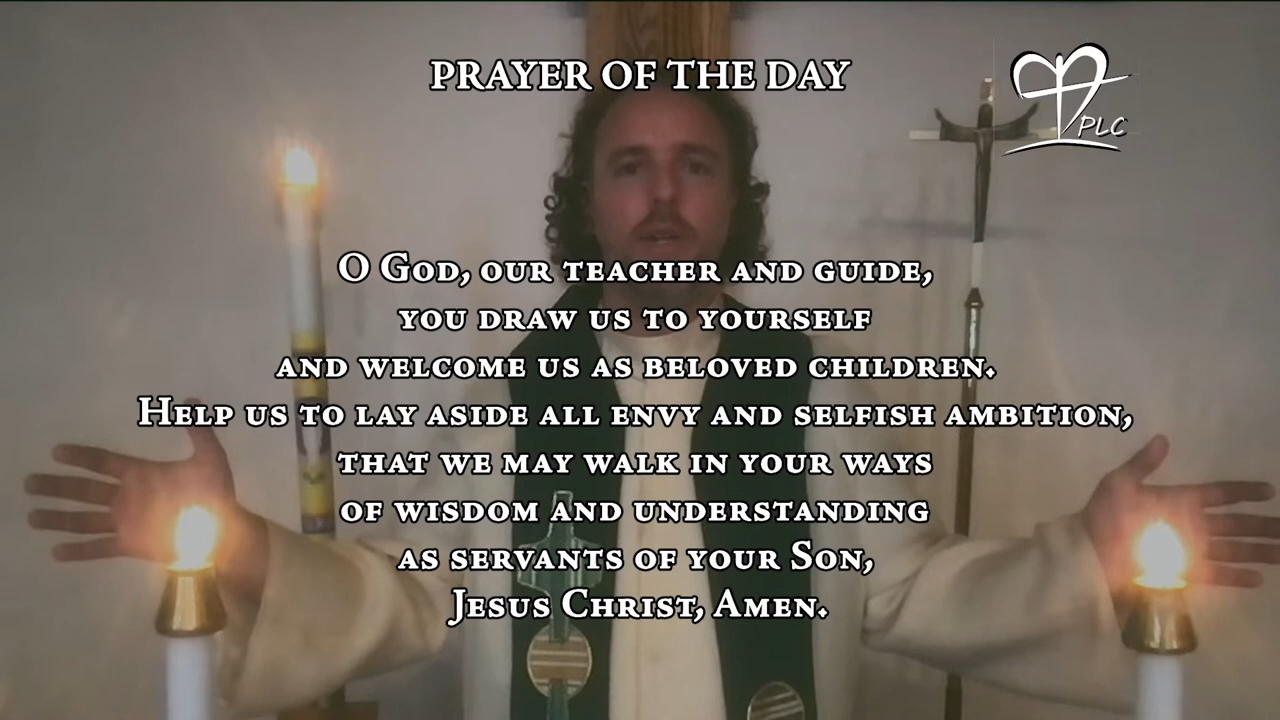 PRAYER OF THE DAY
PLC
O God, our teacher and guide,
you draw us to yourself
and welcome us as beloved children.
Help us to lay aside all envy and selfish ambition,
that we may walk in your ways
of wisdom and understanding
as servants of your Son,
Jesus Christ, Amen.